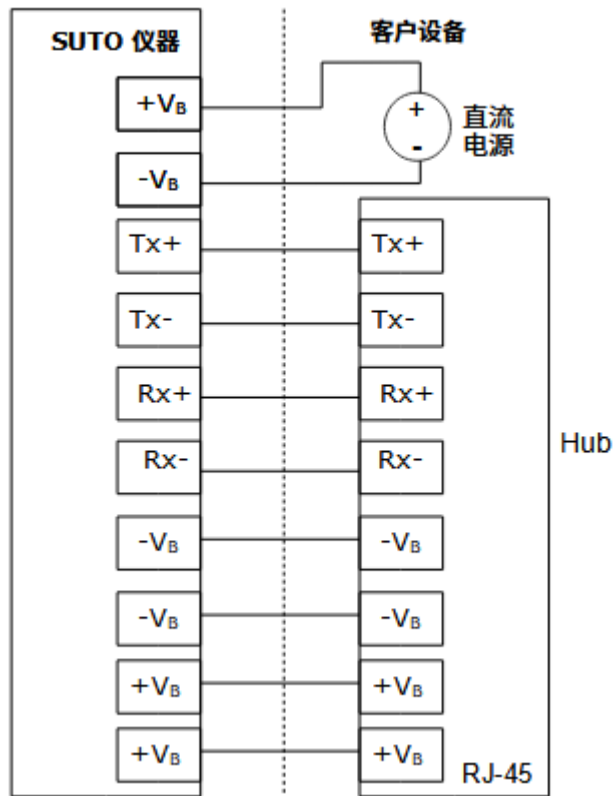 SUTO 仪器
客户设备
+VB
+
-
直流
电源
-VB
Tx+
Tx+
Tx-
Tx-
Rx+
Rx+
Hub
Rx-
Rx-
-VB
-VB
-VB
-VB
+VB
+VB
+VB
+VB
RJ-45